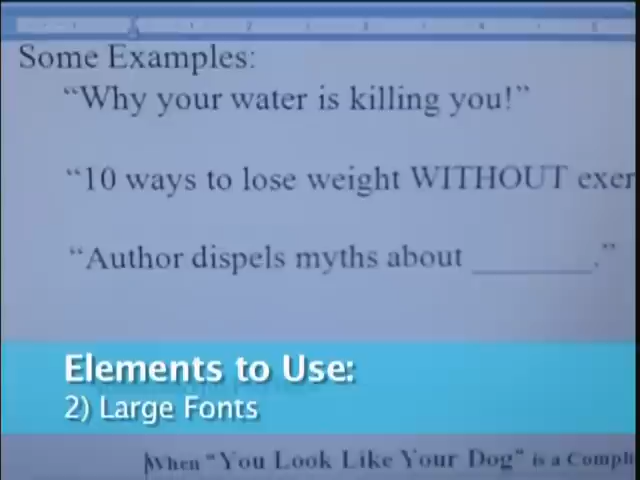 Some Examples:
“Why your water is killing you!”
“10 ways to lose weight WITHOUT exer
“Author dispels myths about ________.”
Elements to Use:
2) Large Fonts
When "You Look Like Your Dog" is a Compli